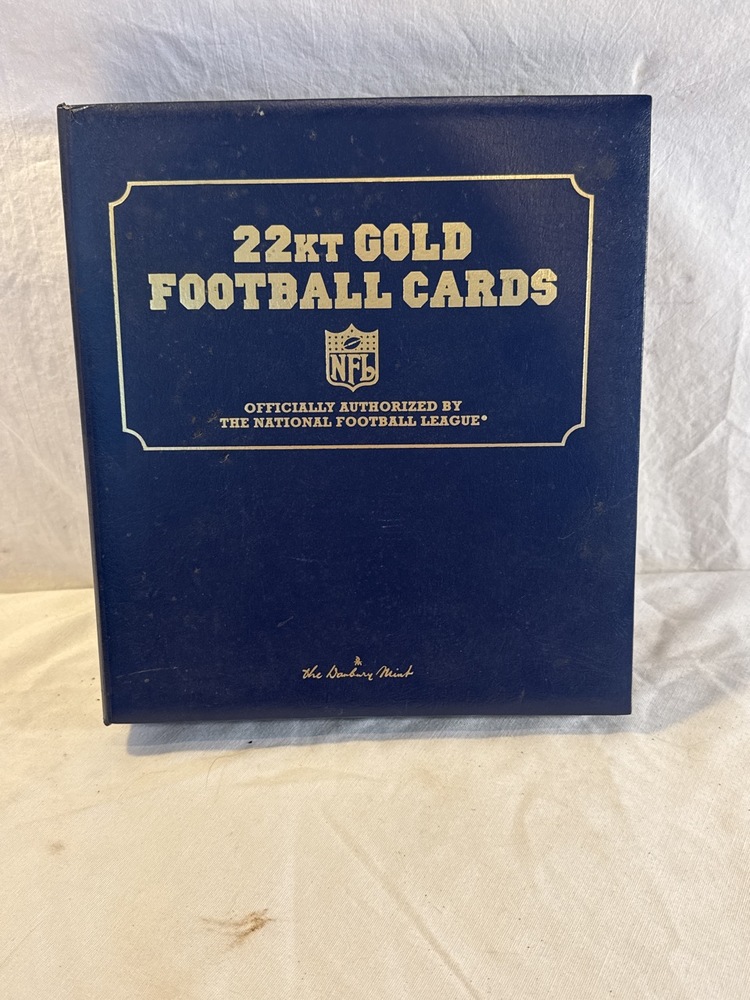 22KT GOLD
FOOTBALL CARDS
NFL
OFFICIALLY AUTHORIZED BY
THE NATIONAL FOOTBALL LEAGUE®
The Danbury Mint